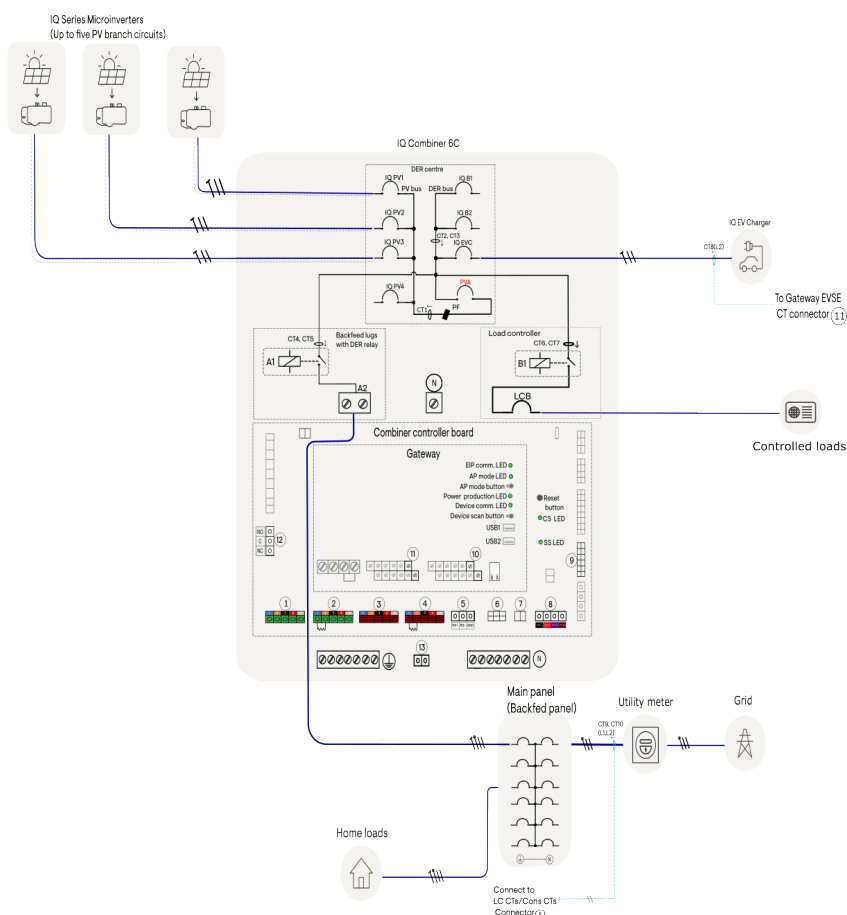 IQ Series Microinverters
(Up to five PV branch circuits)
IQ Combiner 6C
DER centre
IQ PV1
PV bus
DER bus
IQ B1
IQ PV2
IQ B2
CT2, CT3
IQ PV3
IQ EVC
IQ PV4
PVA
PF
CT1
IQ EV Charger
CT8(L2)
To Gateway EVSE
CT connector 11
CT4, CT5
Backfeed lugs
with DER relay
A1
A2
N
Load controller
CT6, CT7
B1
LCB
Controlled loads
Combiner controller board
Gateway
EIP comm. LED
AP mode LED
AP mode button
Power production LED
Device comm. LED
Device scan button
USB1
USB2
Reset
button
CS LED
SS LED
NO
C
NC
12
11
10
9
1
2
3
4
5
6
7
8
13
N
Main panel
(Backfed panel)
Utility meter
Grid
CT9, CT10
(L1,L2)
N
Home loads
Connect to
LC CTs/Cons CTs
Connector